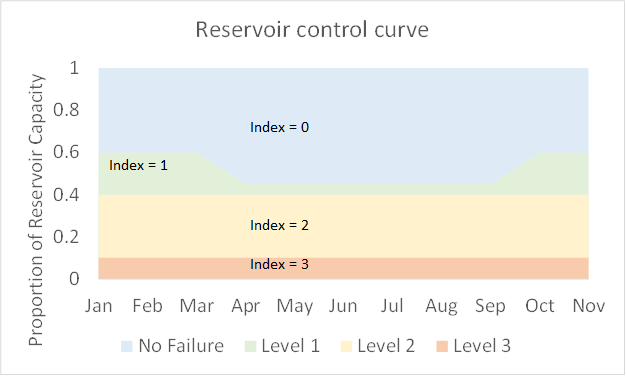 Reservoir control curve
Proportion of Reservoir Capacity
1
0.8
0.6
0.4
0.2
0
Index = 0
Index = 1
Index = 2
Index = 3
Jan Feb Mar Apr May Jun Jul Aug Sep Oct Nov
No Failure Level 1 Level 2 Level 3